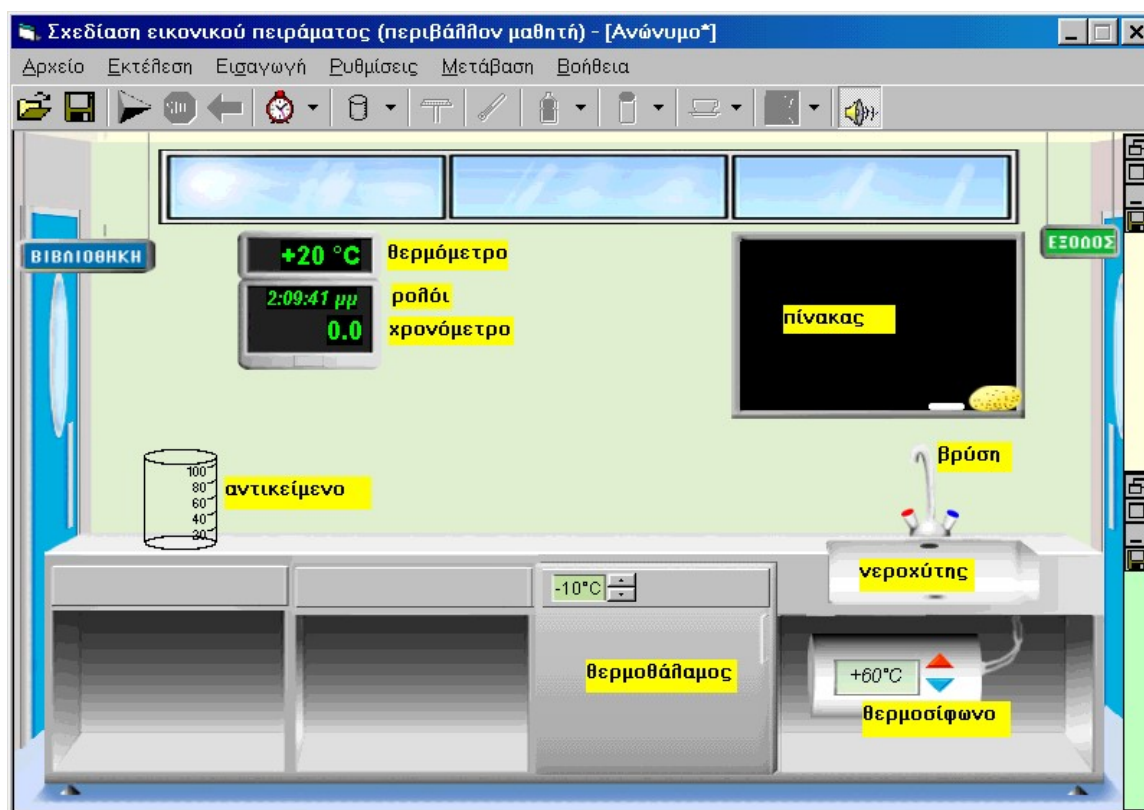 Σχεδίαση εικονικού πειράματος (περιβάλλον μαθητή) - [Ανώνυμο*]
Αρχείο Εκτέλεση Εισαγωγή Ρυθμίσεις Μετάβαση Βοήθεια
ΒΙΒΛΙΟΘΗΚΗ
ΕΞΟΔΟΣ
+20 °C
θερμόμετρο
2:09:41 μμ
ρολόι
0.0
χρονόμετρο
πίνακας
βρύση
100
80
60
40
30
αντικείμενο
νεροχύτης
-10°C
θερμοθάλαμος
+60°C
θερμοσίφωνο